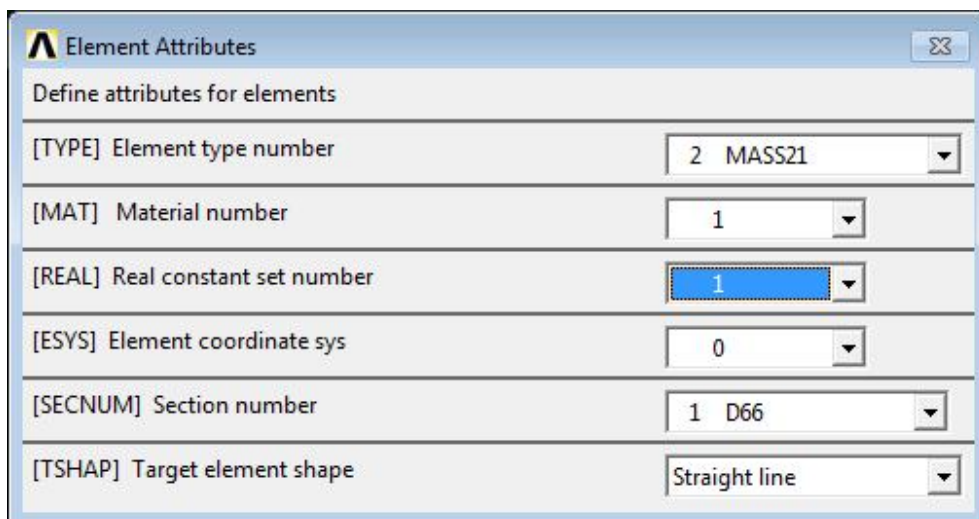 Element Attributes
Define attributes for elements
[TYPE] Element type number 2 MASS21
[MAT] Material number 1
[REAL] Real constant set number 1
[ESYS] Element coordinate sys 0
[SECNUM] Section number 1 D66
[TSHAP] Target element shape Straight line